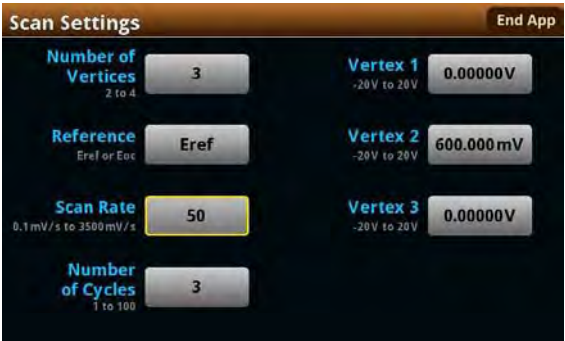 Scan Settings
End App
Number of
Vertices
2 to 4
3
Reference
Eref or Eoc
Eref
Scan Rate
0.1mV/s to 3500mV/s
50
Number
of Cycles
1 to 100
3
Vertex 1
-20V to 20V
0.00000V
Vertex 2
-20V to 20V
600.000mV
Vertex 3
-20V to 20V
0.00000V